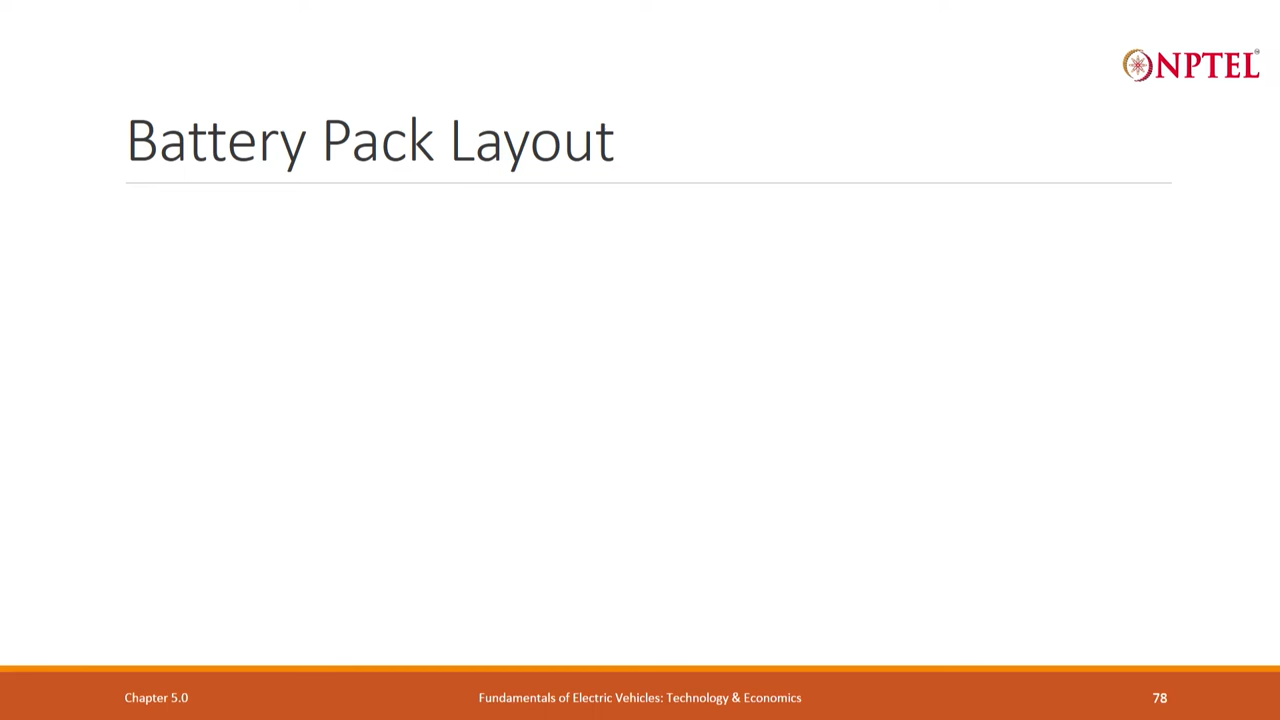 NPTEL
Battery Pack Layout
Chapter 5.0
Fundamentals of Electric Vehicles: Technology & Economics
78